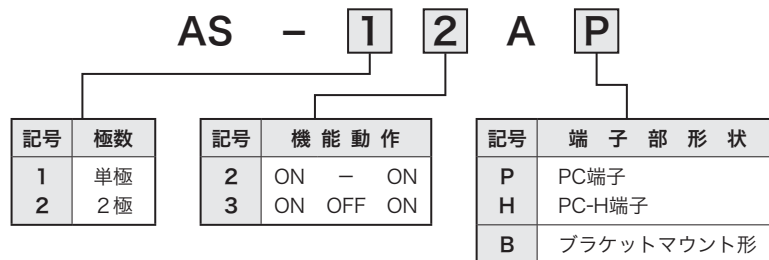 AS － 1 2 A P
記号 極数
1 単極
2 2極
記号 機能動作
2 ON － ON
3 ON OFF ON
記号 端子部形状
P PC端子
H PC-H端子
B ブラケットマウント形